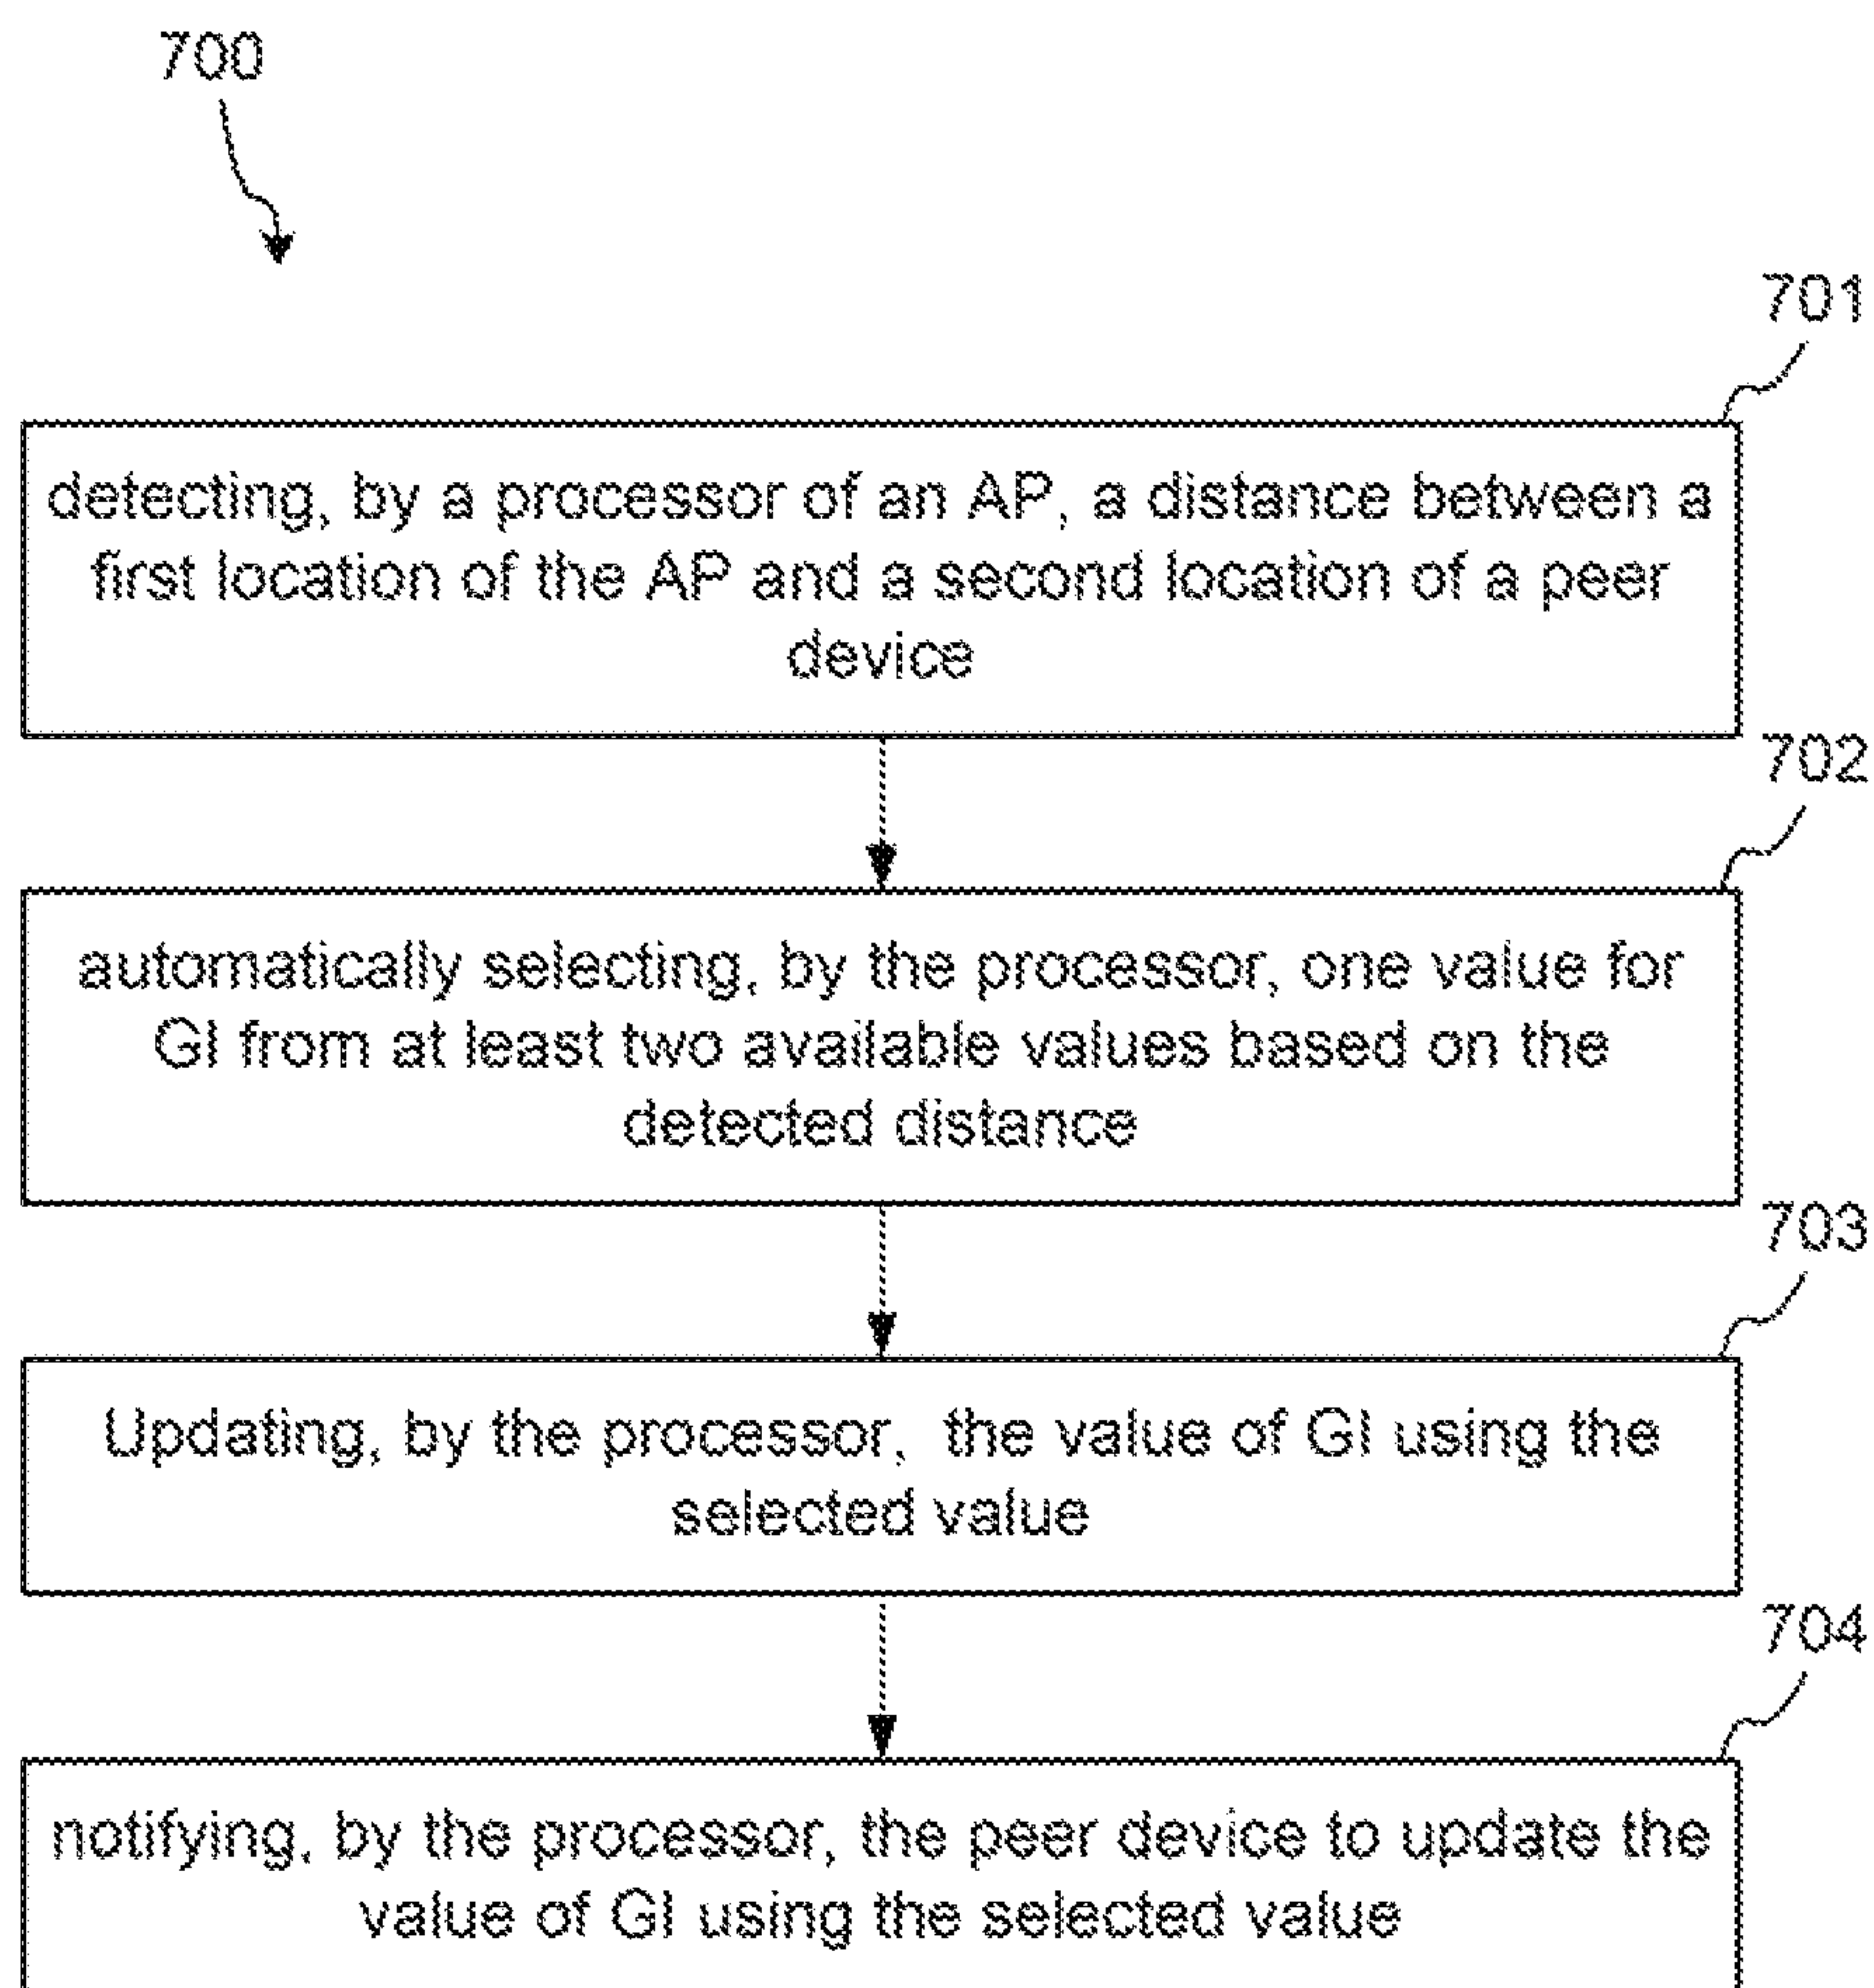 700
701
detecting, by a processor of an AP, a distance between a
first location of the AP and a second location of a peer
device
702
automatically selecting, by the processor, one value for
GI from at least two available values based on the
detected distance
703
Updating, by the processor, the value of GI using the
selected value
704
notifying, by the processor, the peer device to update the
value of GI using the selected value